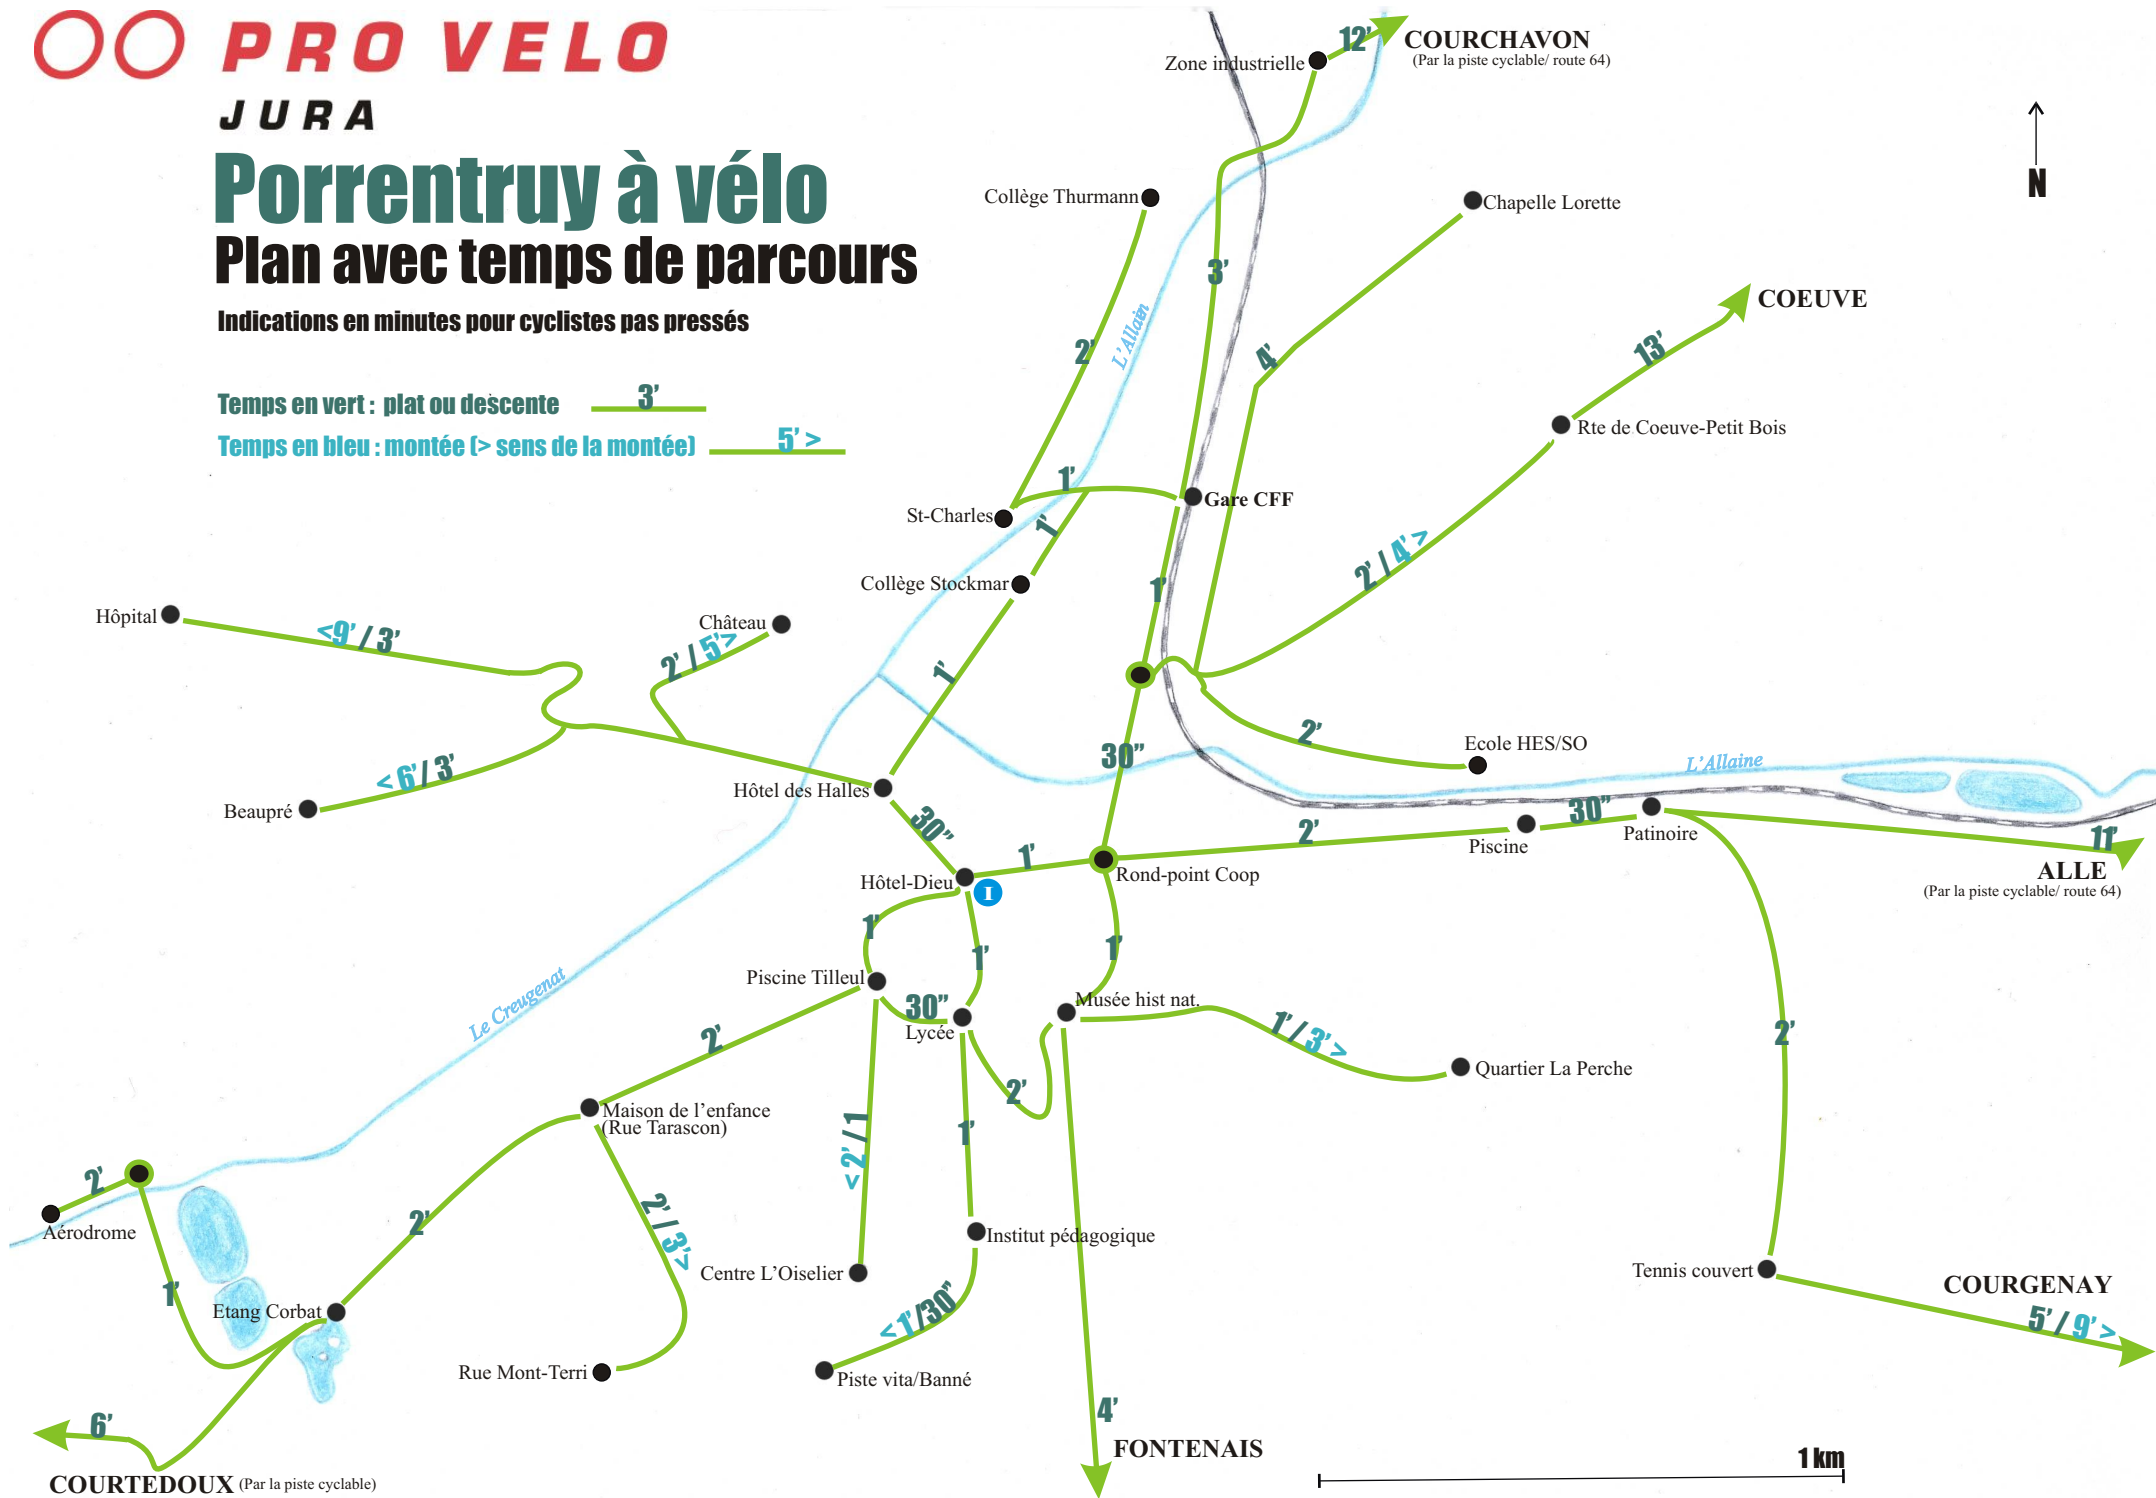 PRO VELO
JURA
Porrentruy à vélo
Plan avec temps de parcours
Indications en minutes pour cyclistes pas pressés
Temps en vert : plat ou descente 3’
Temps en bleu : montée (> sens de la montée) 5’ >
12’
COURCHAVON
(Par la piste cyclable/ route 64)
Zone industrielle
N
Collège Thurmann
Chapelle Lorette
3’
COEUVE
L’Allain
2’
4’
13’
Rte de Coeuve-Petit Bois
1’
Gare CFF
St-Charles
1’
2’ / 4’ >
Collège Stockmar
1’
Hôpital
<9’ / 3’
Château
2’ / 5’>
1’
2’
Ecole HES/SO
30”
L’Allaine
< 6’/ 3’
Beaupré
Hôtel des Halles
30”
1’
2’
30”
Piscine
Patinoire
11’
ALLE
(Par la piste cyclable/ route 64)
Hôtel-Dieu
I
Rond-point Coop
1’
1’
1’
Le Creugenat
Piscine Tilleul
30”
Lycée
Musée hist nat.
2’
1’ / 3’ >
2’
Quartier La Perche
2’
Maison de l’enfance
(Rue Tarascon)
< 2’ / 1
1’
2’
Aérodrome
2’
2’ / 3’>
Institut pédagogique
1’
Etang Corbat
Centre L’Oiselier
Tennis couvert
COURGENAY
5’ / 9’ >
< 1’/30”
Rue Mont-Terri
Piste vita/Banné
6’
4’
FONTENAIS
COURTEDOUX (Par la piste cyclable)
1 km